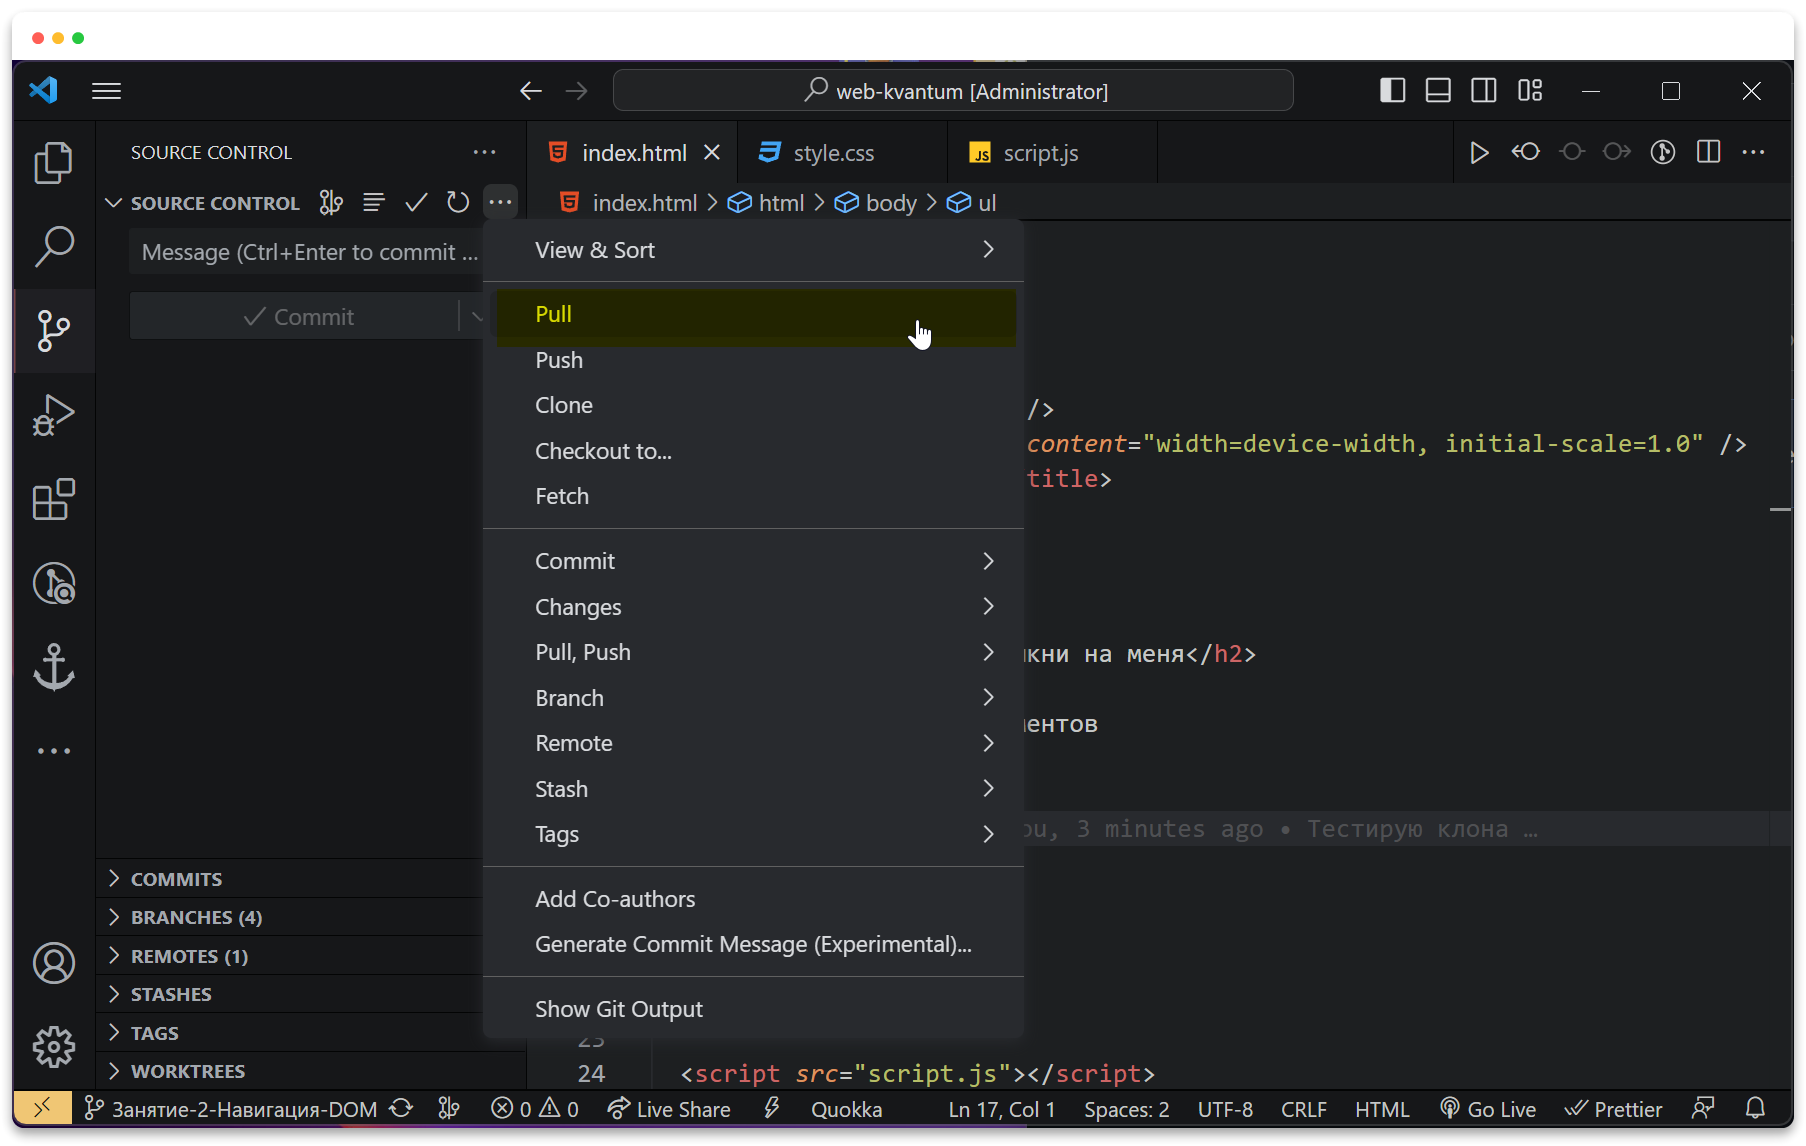 web-kvantum [Administrator]
SOURCE CONTROL
index.html
style.css
script.js
SOURCE CONTROL
index.html > html > body > ul
Message (Ctrl+Enter to commit ...
Commit
View & Sort
Pull
Push
Clone
Checkout to...
Fetch
Commit
Changes
Pull, Push
Branch
Remote
Stash
Tags
Add Co-authors
Generate Commit Message (Experimental)...
Show Git Output
/>
content="width=device-width, initial-scale=1.0" />
title>
на меня</h2>
3 minutes ago • Тестирую клона …
24 <script src="script.js"></script>
COMMITS
BRANCHES (4)
REMOTES (1)
STASHES
TAGS
WORKTREES
Занятие-2-Навигация-DOM 0 0 Live Share Quokka Ln 17, Col 1 Spaces: 2 UTF-8 CRLF HTML Go Live Prettier